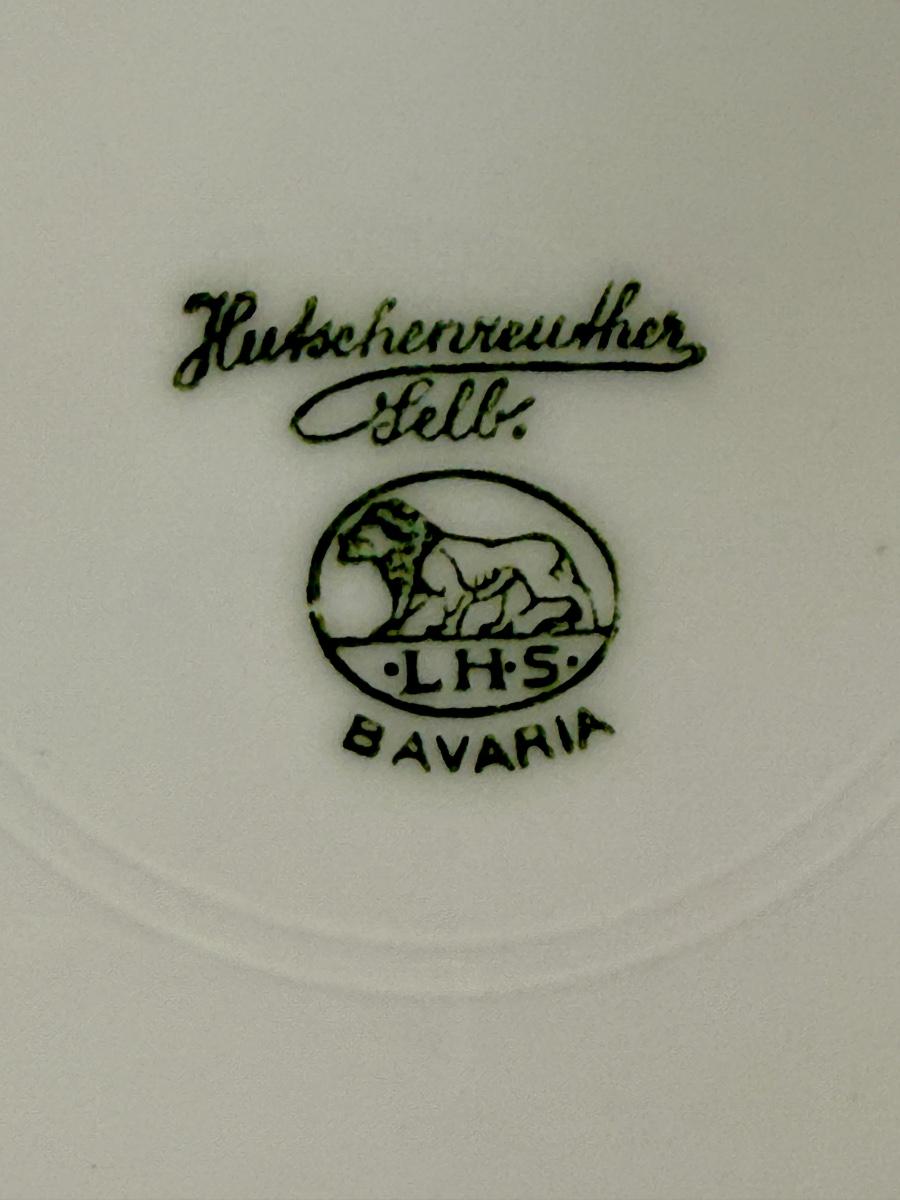 Hutschenreuther
Selb.
·L·H·S·
BAVARIA